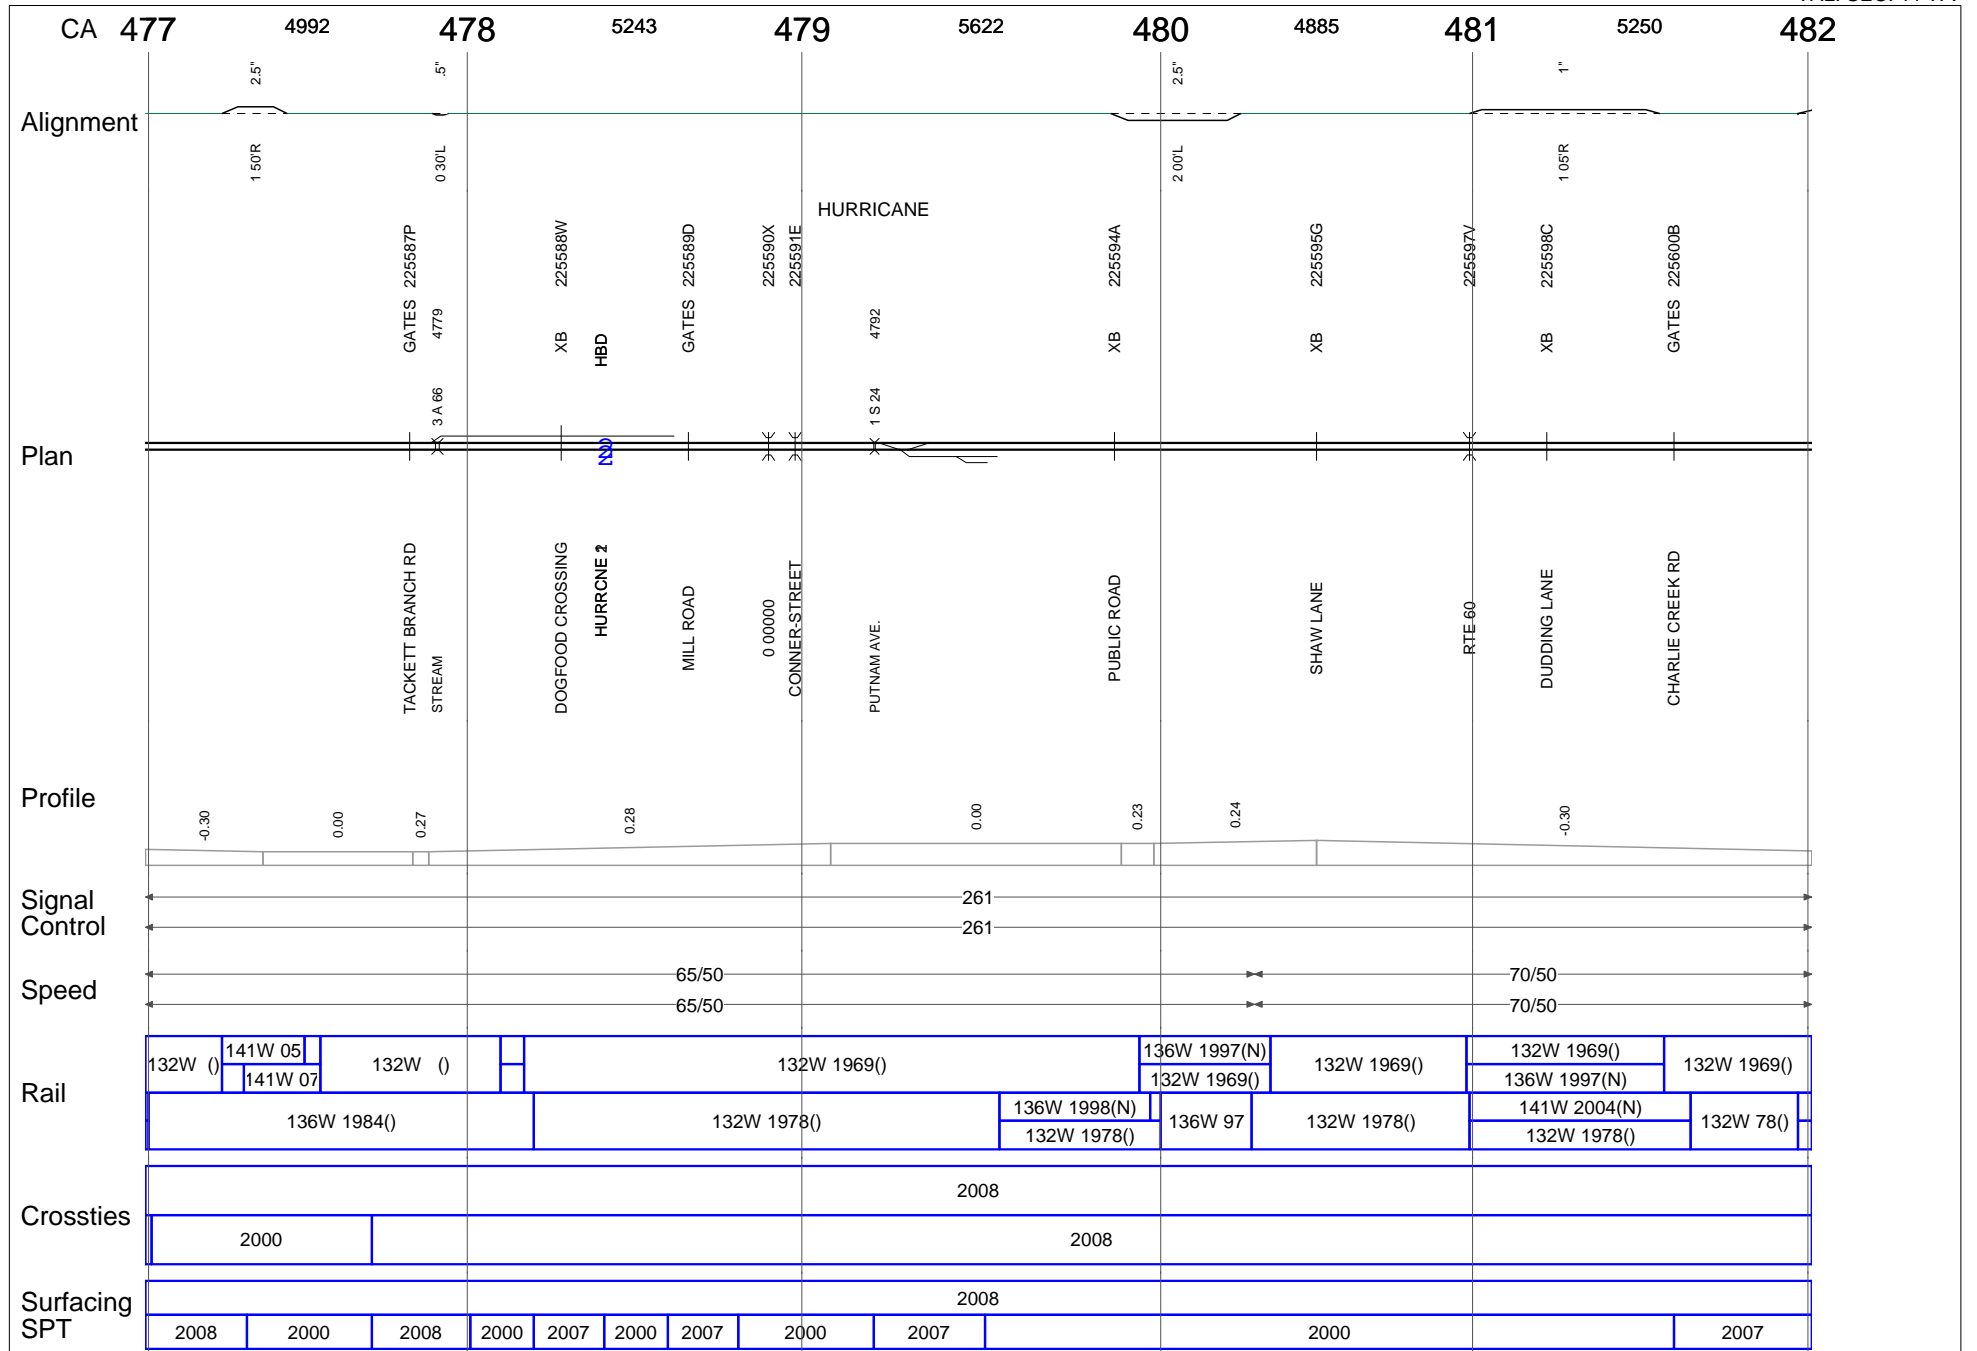 CA 477 4992 478 5243 479 5622 480 4885 481 5250 482
2.5" .5" 2.5" 1"
Alignment
1 50'R 0 30'L 2 00'L 1 05'R
HURRICANE
GATES 225587P
4779
3 A 66
XB 225588W
HBD
GATES 225589D
225590X
225591E
4792
1 S 24
XB 225594A
XB 225595G
225597V
XB 225598C
GATES 225600B
Plan
TACKETT BRANCH RD
STREAM
DOGFOOD CROSSING
HURRCNE
MILL ROAD
0 00000
CONNER-STREET
PUTNAM AVE.
PUBLIC ROAD
SHAW LANE
RTE 60
DUDDING LANE
CHARLIE CREEK RD
Profile
-0.30 0.00 0.27 0.28 0.00 0.23 0.24 -0.30
Signal
261
Control
261
Speed
65/50 70/50
65/50 70/50
Rail
132W () 141W 05 132W () 132W 1969() 136W 1997(N) 132W 1969() 132W 1969() 132W 1969()
141W 07 132W 1969() 136W 1997(N)
136W 1984() 132W 1978() 136W 1998(N) 136W 97 132W 1978() 141W 2004(N) 132W 78()
132W 1978() 132W 1978()
Crossties
2008
2000 2008
Surfacing
2008
SPT
2008 2000 2008 2000 2007 2000 2007 2000 2007 2000 2007